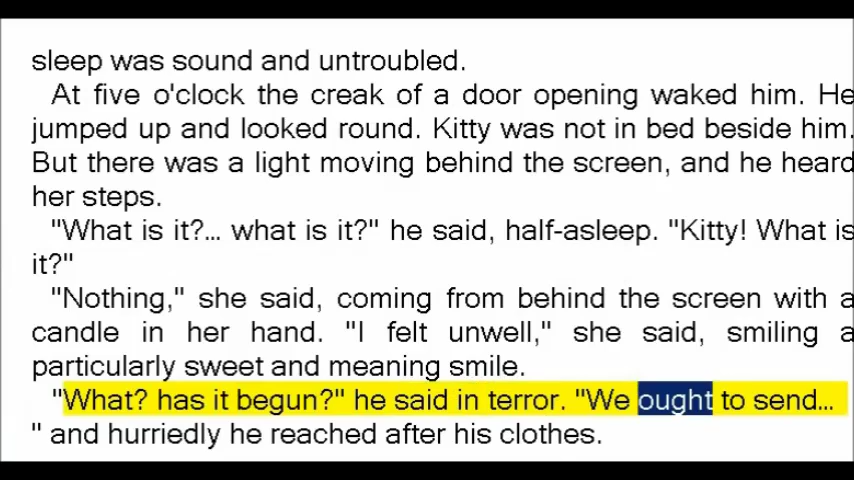 sleep was sound and untroubled.
At five o'clock the creak of a door opening waked him. He
jumped up and looked round. Kitty was not in bed beside him.
But there was a light moving behind the screen, and he heard
her steps.
"What is it?... what is it?" he said, half-asleep. "Kitty! What is
it?"
"Nothing," she said, coming from behind the screen with a
candle in her hand. "I felt unwell," she said, smiling a
particularly sweet and meaning smile.
"What? has it begun?" he said in terror. "We ought to send...
" and hurriedly he reached after his clothes.